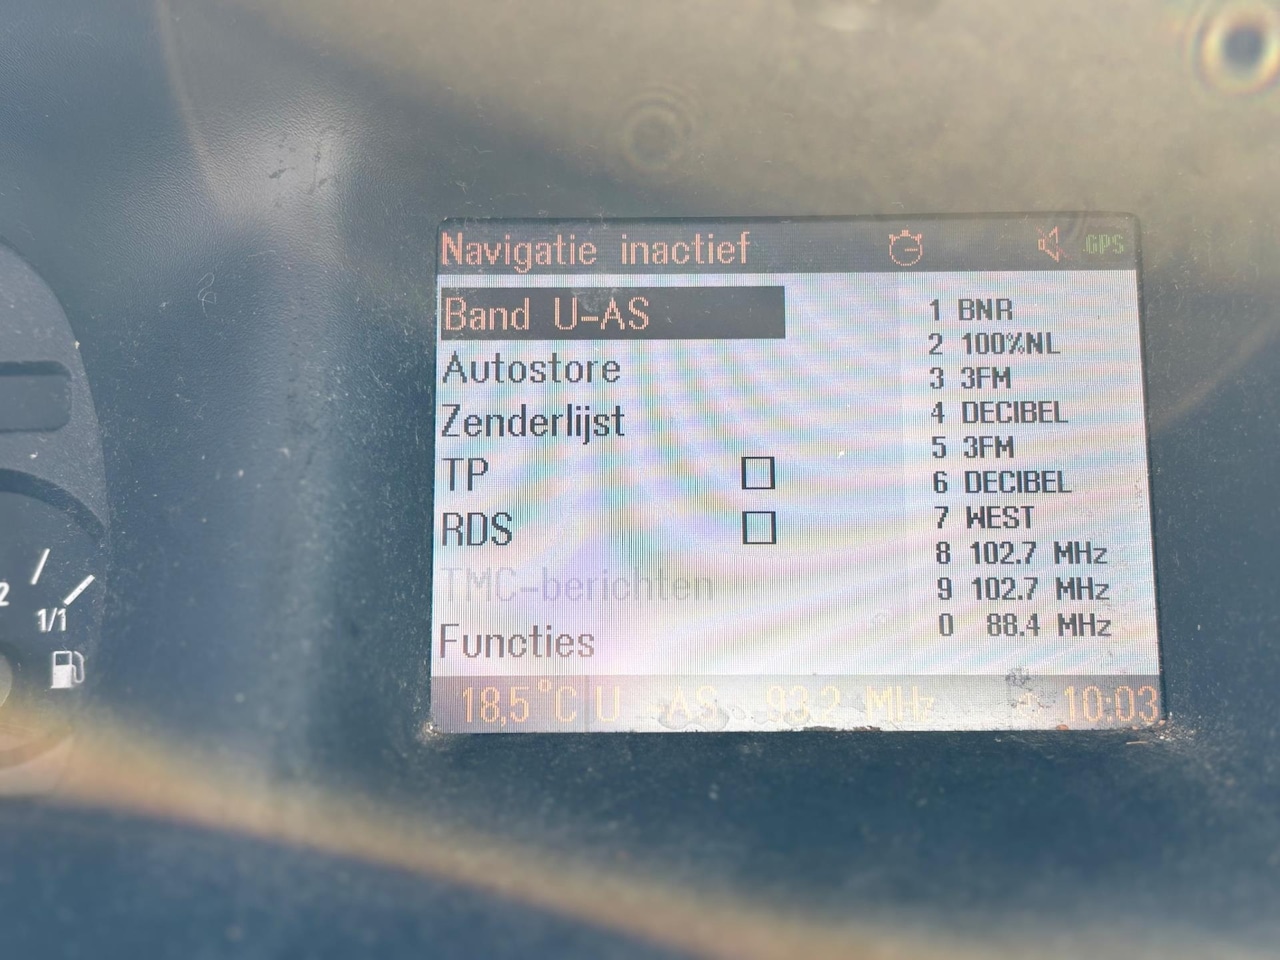 Navigatie inactief GPS
Band U-AS
Autostore
Zenderlijst
TP
RDS
TMC-berichten
Functies
1 BNR
2 100%NL
3 3FM
4 DECIBEL
5 3FM
6 DECIBEL
7 WEST
8 102.7 MHz
9 102.7 MHz
0 88.4 MHz
18,5°C U -AS 93.2 MHz 10:03
2
1/1